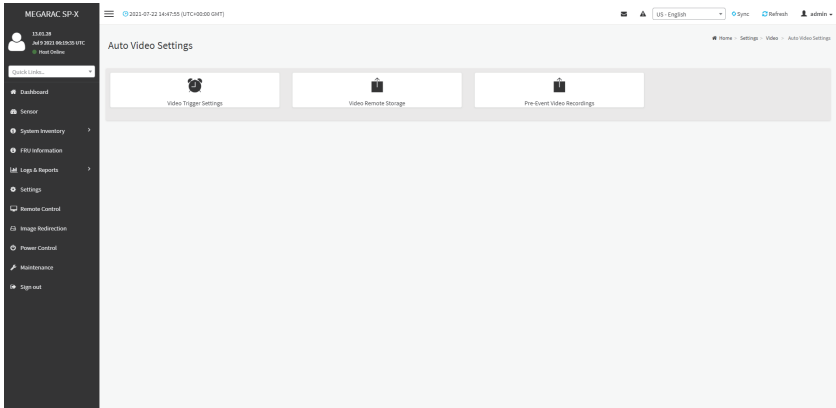 MEGARAC SP-X
2021-07-22 14:47:55 (UTC+00:00 GMT)
US - English
Sync
Refresh
admin
13.01.28
Jul 9 2021 06:19:35 UTC
Host Online
Quick Links...
Dashboard
Sensor
System Inventory
FRU Information
Logs & Reports
Settings
Remote Control
Image Redirection
Power Control
Maintenance
Sign out
Auto Video Settings
Home > Settings > Video > Auto Video Settings
Video Trigger Settings
Video Remote Storage
Pre-Event Video Recordings